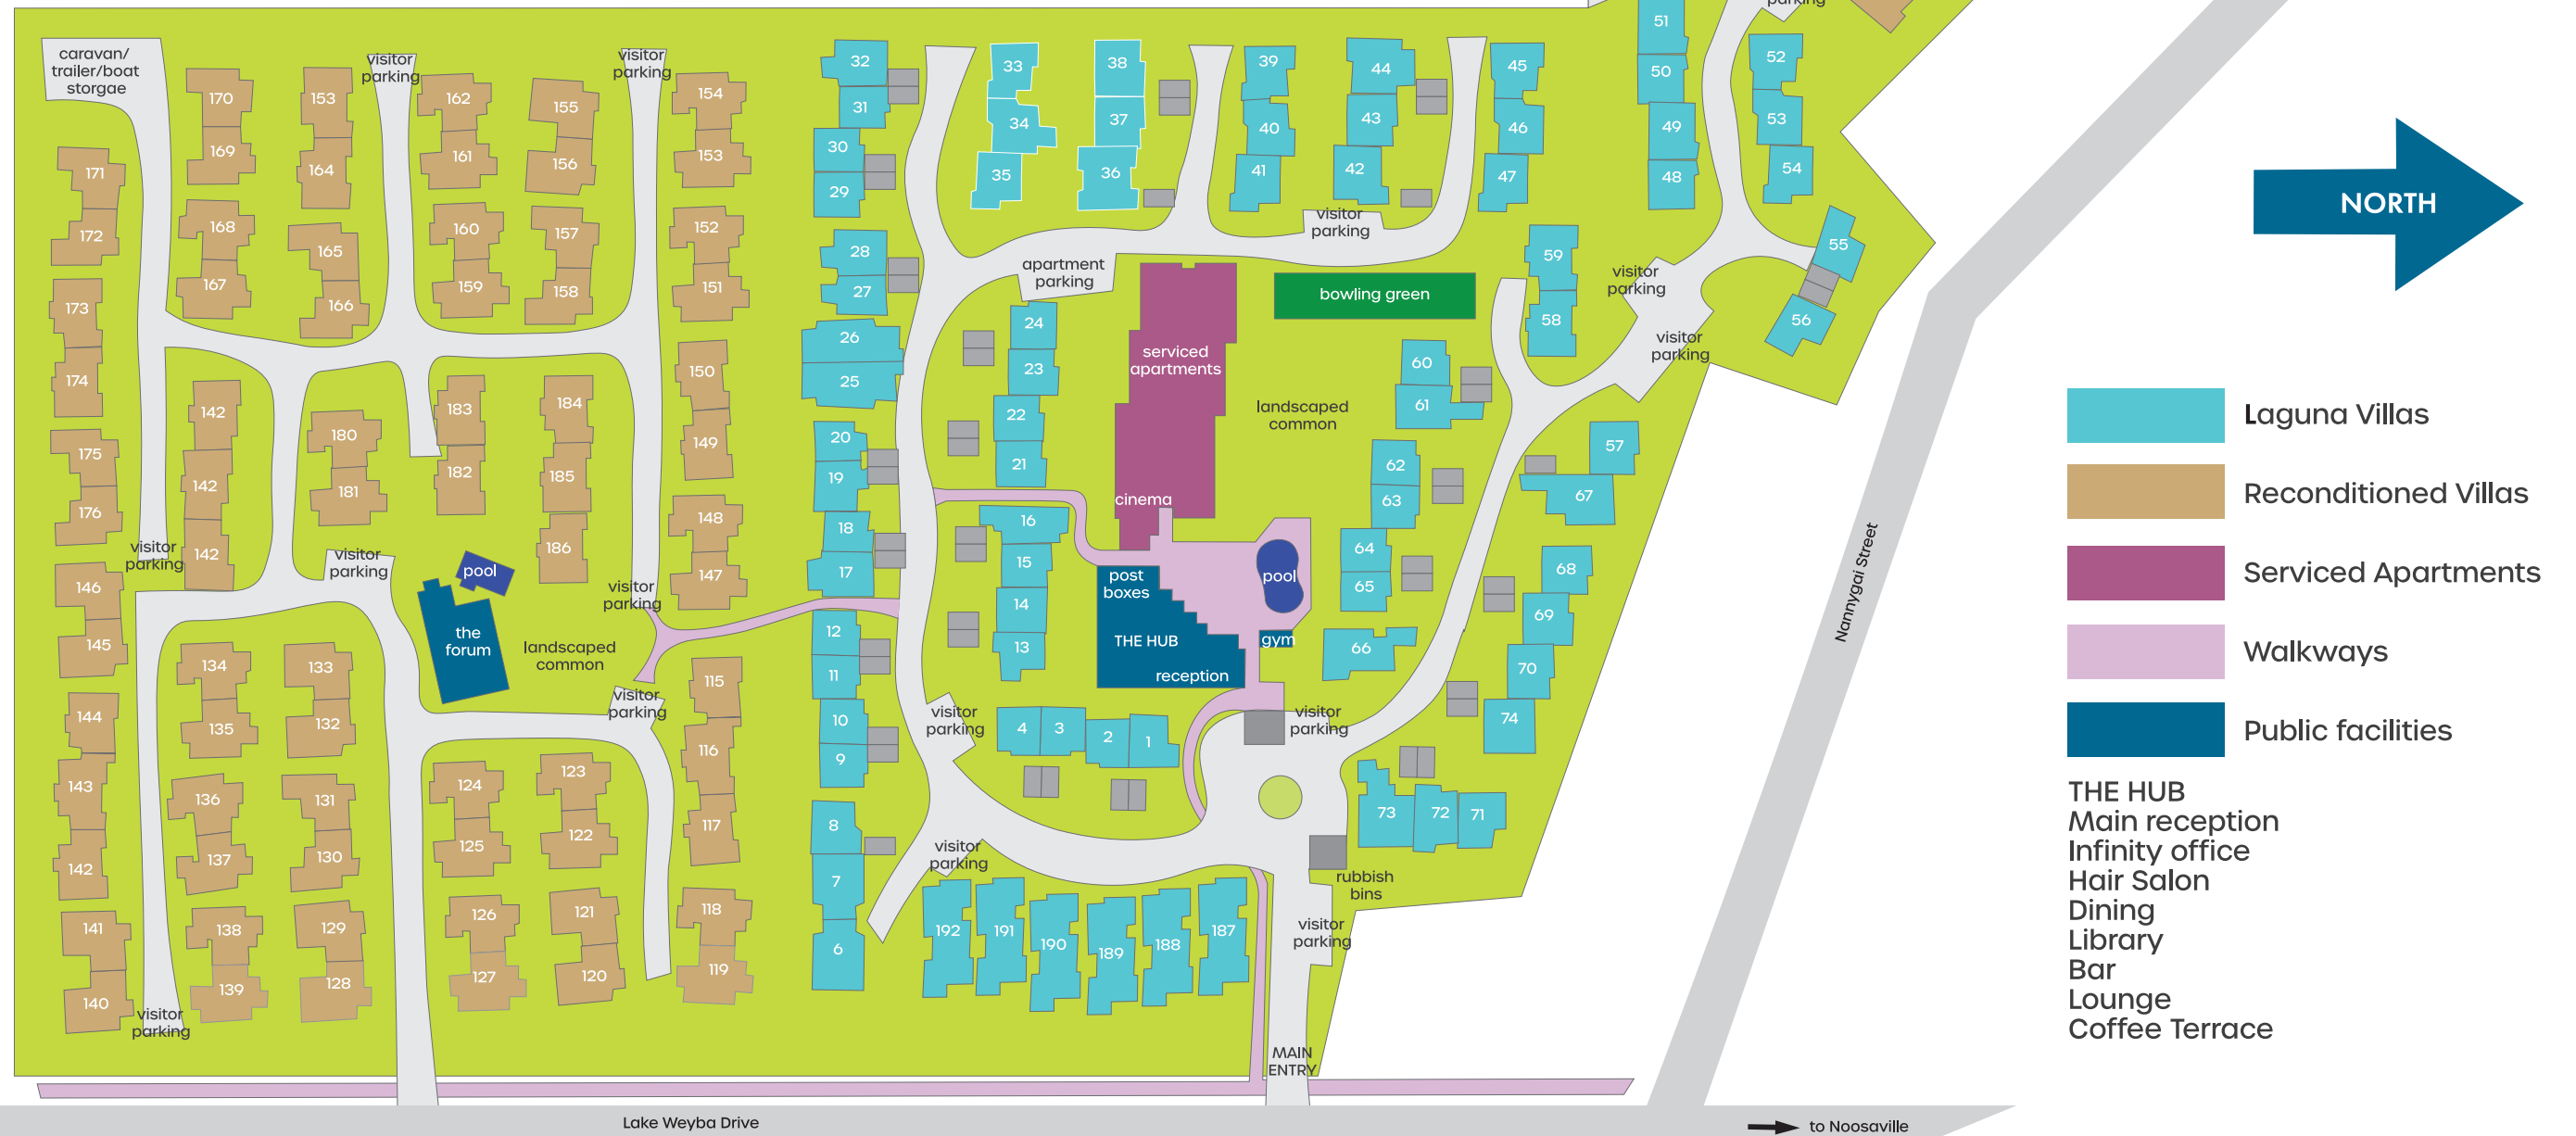 parking
51
caravan/
trailer/boat
storgae
visitor
parking
visitor
parking
32
33
38
39
44
45
50
52
170
153
162
155
154
31
34
37
40
43
46
49
53
169
164
161
156
153
30
29
35
36
41
42
47
48
54
171
172
168
167
165
166
160
159
157
158
152
151
28
27
apartment
parking
visitor
parking
59
58
visitor
parking
visitor
parking
55
56
NORTH
173
174
150
149
26
25
24
23
serviced
apartments
bowling green
landscaped
common
60
61
142
142
142
180
181
183
182
184
185
186
20
19
22
21
cinema
62
63
57
67
175
176
visitor
parking
visitor
parking
pool
148
147
visitor
parking
18
17
16
15
14
13
post
boxes
THE HUB
reception
pool
gym
64
65
66
68
69
70
74
146
145
the
forum
landscaped
common
12
11
134
135
133
132
115
116
117
visitor
parking
10
9
visitor
parking
4
3
2
1
visitor
parking
144
143
142
136
137
131
130
124
125
123
122
8
7
6
visitor
parking
73
72
71
rubbish
bins
visitor
parking
141
140
138
139
129
128
126
127
121
120
118
119
192
191
190
189
188
187
visitor
parking
MAIN
ENTRY
Nannygai Street
Lake Weyba Drive
to Noosaville
Laguna Villas
Reconditioned Villas
Serviced Apartments
Walkways
Public facilities
THE HUB
Main reception
Infinity office
Hair Salon
Dining
Library
Bar
Lounge
Coffee Terrace